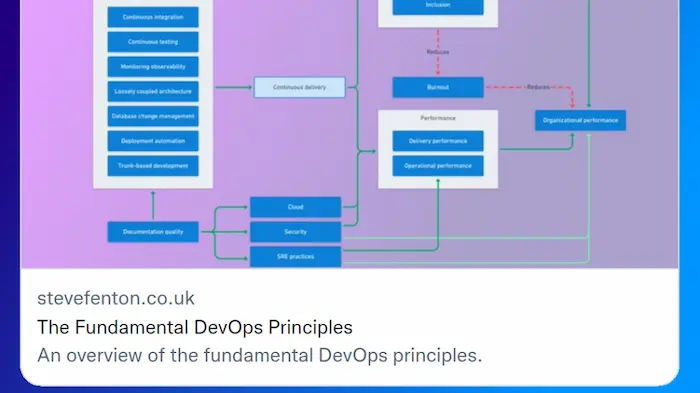 Inclusion
Continuous integration
Continuous testing
Reduces
Monitoring observability
Continuous delivery
Burnout
Reduces
Loosely coupled architecture
Database change management
Performance
Organizational performance
Deployment automation
Delivery performance
Trunk-based development
Operational performance
Cloud
Documentation quality
Security
SRE practices
stevefenton.co.uk
The Fundamental DevOps Principles
An overview of the fundamental DevOps principles.